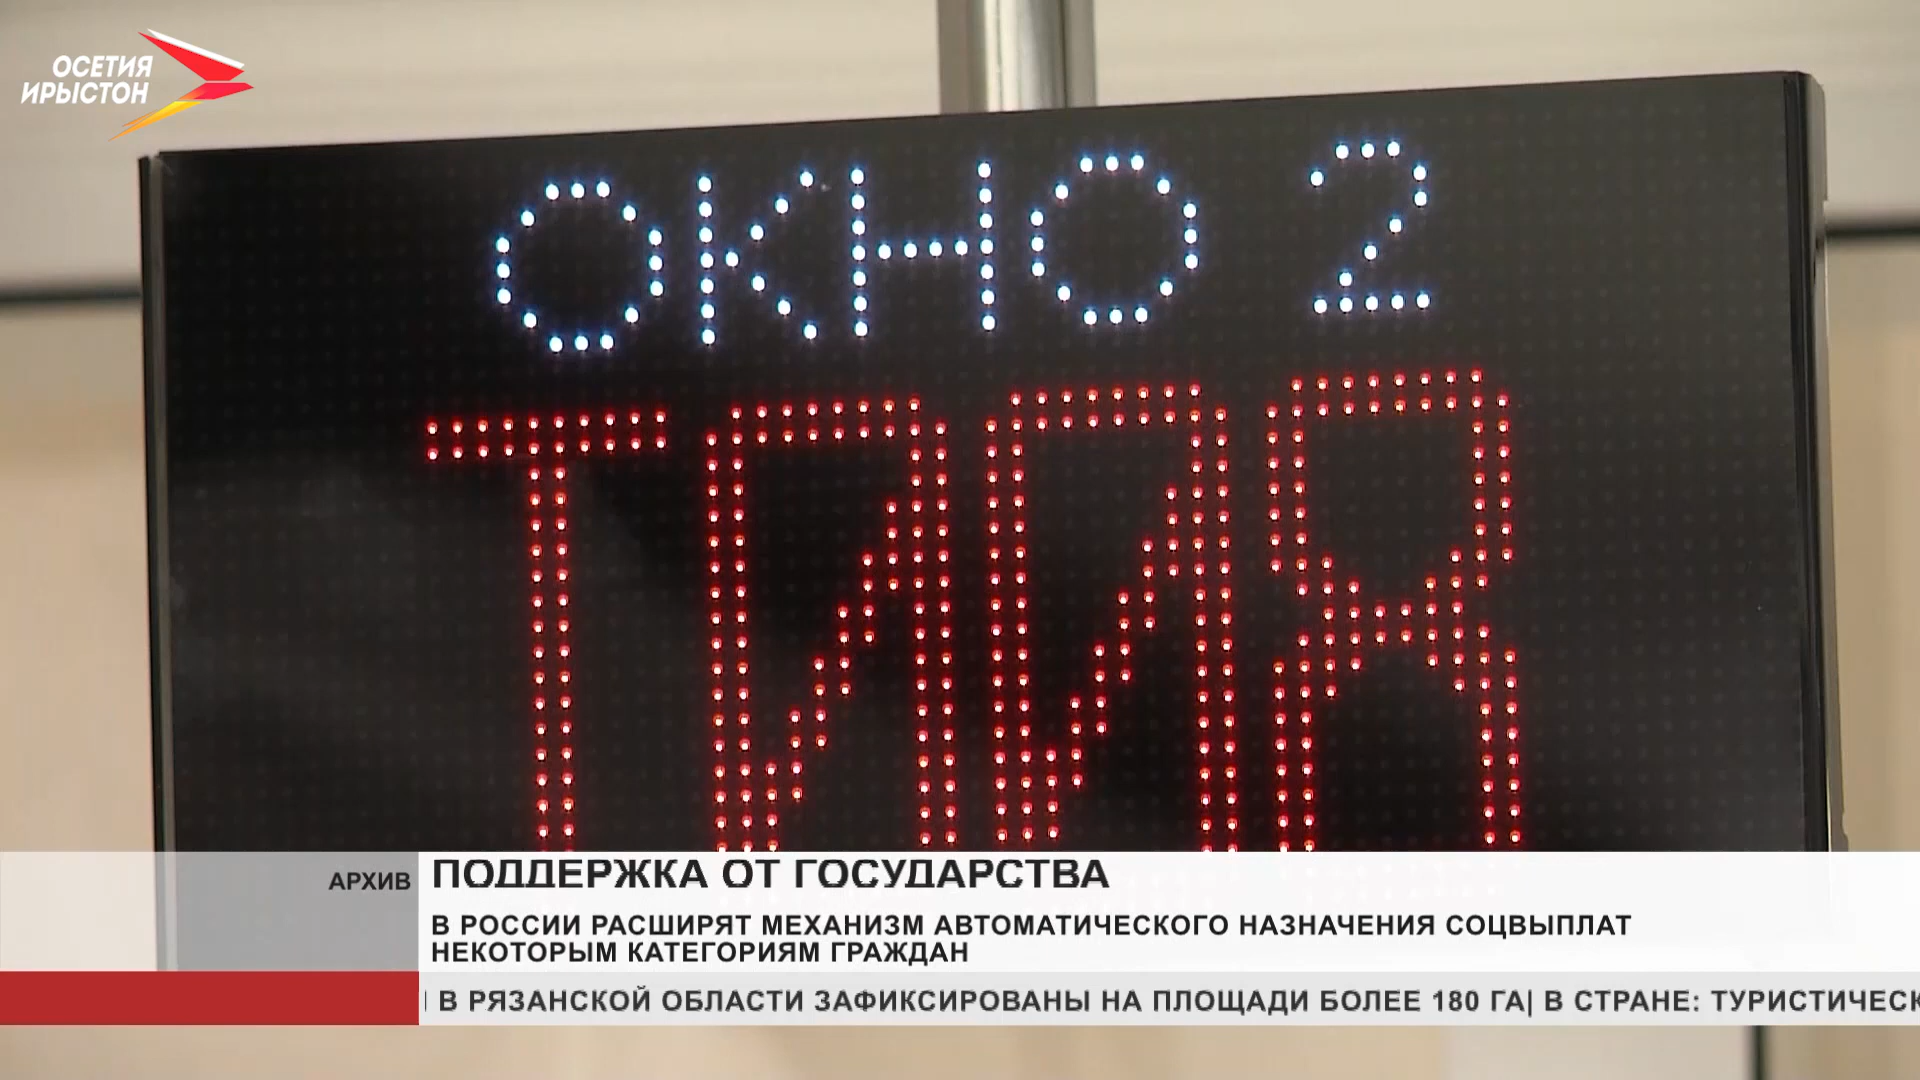 ОСЕТИЯ
ИРЫСТОН
ОКНО 2
Т008
АРХИВ
ПОДДЕРЖКА ОТ ГОСУДАРСТВА
В РОССИИ РАСШИРЯТ МЕХАНИЗМ АВТОМАТИЧЕСКОГО НАЗНАЧЕНИЯ СОЦВЫПЛАТ
НЕКОТОРЫМ КАТЕГОРИЯМ ГРАЖДАН
В РЯЗАНСКОЙ ОБЛАСТИ ЗАФИКСИРОВАНЫ НА ПЛОЩАДИ БОЛЕЕ 180 ГА| В СТРАНЕ: ТУРИСТИЧЕСК